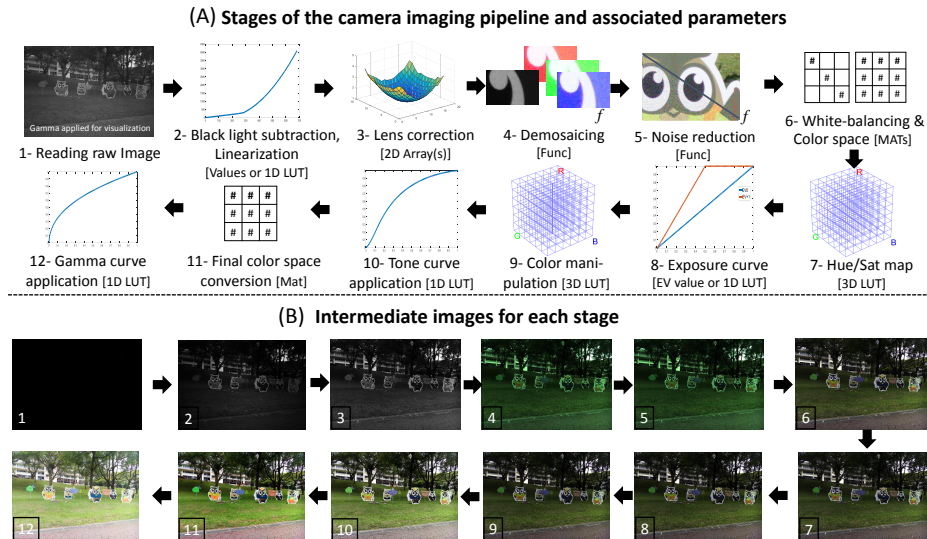 (A) Stages of the camera imaging pipeline and associated parameters
Gamma applied for visualization
1- Reading raw Image
2- Black light subtraction,
Linearization
[Values or 1D LUT]
3- Lens correction
[2D Array(s)]
f
4- Demosaicing
[Func]
f
5- Noise reduction
[Func]
# # # #
# # # #
# # # #
6- White-balancing &
Color space [MATs]
12- Gamma curve
application [1D LUT]
# # #
# # #
# # #
11- Final color space
conversion [Mat]
10- Tone curve
application [1D LUT]
R
G
B
9- Color mani-
pulation [3D LUT]
8- Exposure curve
[EV value or 1D LUT]
R
G
B
7- Hue/Sat map
[3D LUT]
(B) Intermediate images for each stage
1
2
3
4
5
6
12
11
10
9
8
7